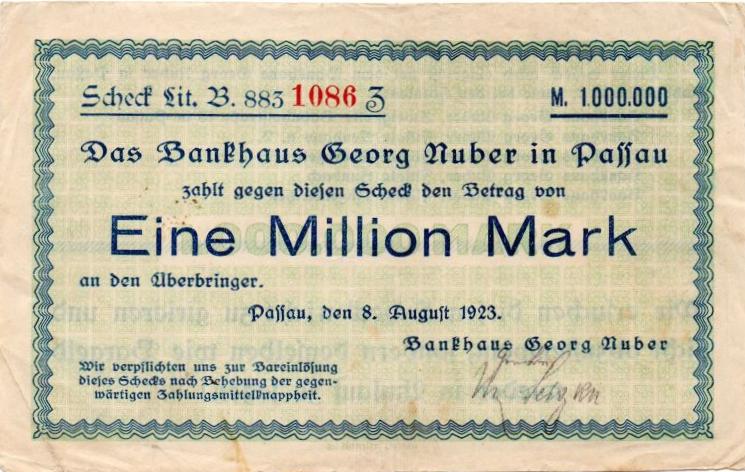 Scheck Lit. B. 883 1086 Z
M. 1.000.000
Das Bankhaus Georg Nuber in Passau
zahlt gegen diesen Scheck den Betrag von
Eine Million Mark
an den Überbringer.
Passau, den 8. August 1923.
Bankhaus Georg Nuber
Wir verpflichten uns zur Bareinlösung
dieses Schecks nach Behebung der gegen-
wärtigen Zahlungsmittelknappheit.